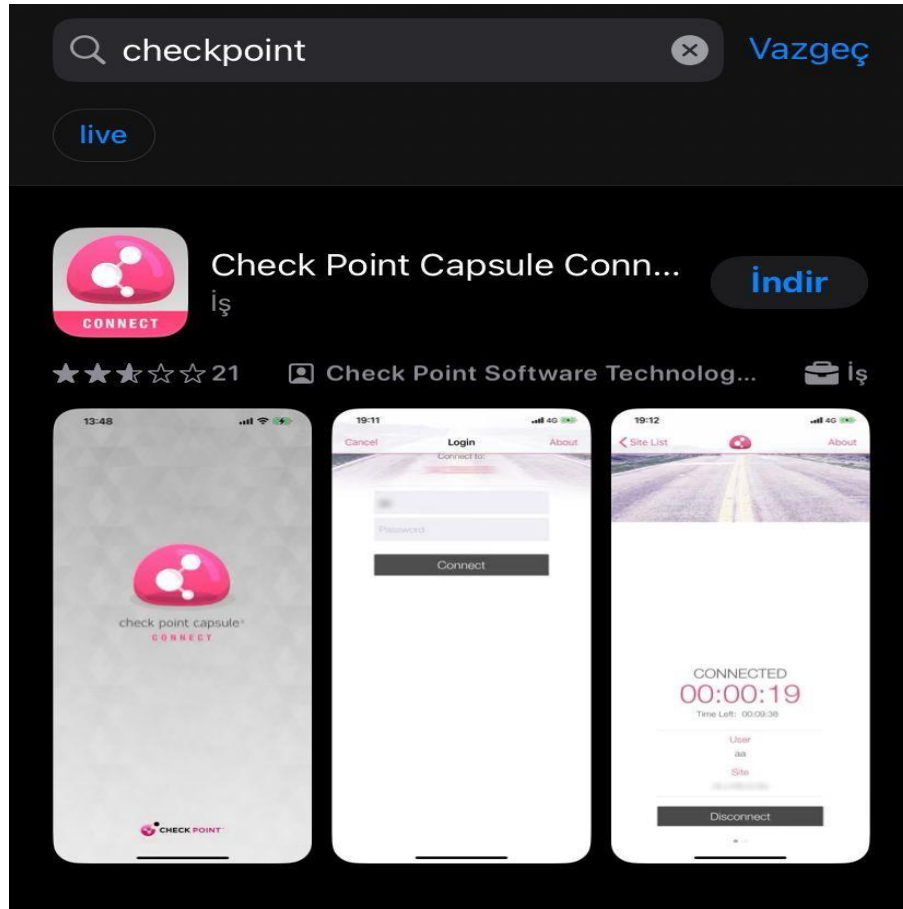 checkpoint
Vazgeç
live
Check Point Capsule Conn...
İş
İndir
CONNECT
21
Check Point Software Technolog...
İş
13:48
check point capsule
CONNECT
CHECK POINT
19:11
4G
Cancel
Login
About
Connect to:
Password
Connect
19:12
4G
Site List
About
CONNECTED
00:00:19
Time Left: 00:09:38
User
aa
Site
Disconnect